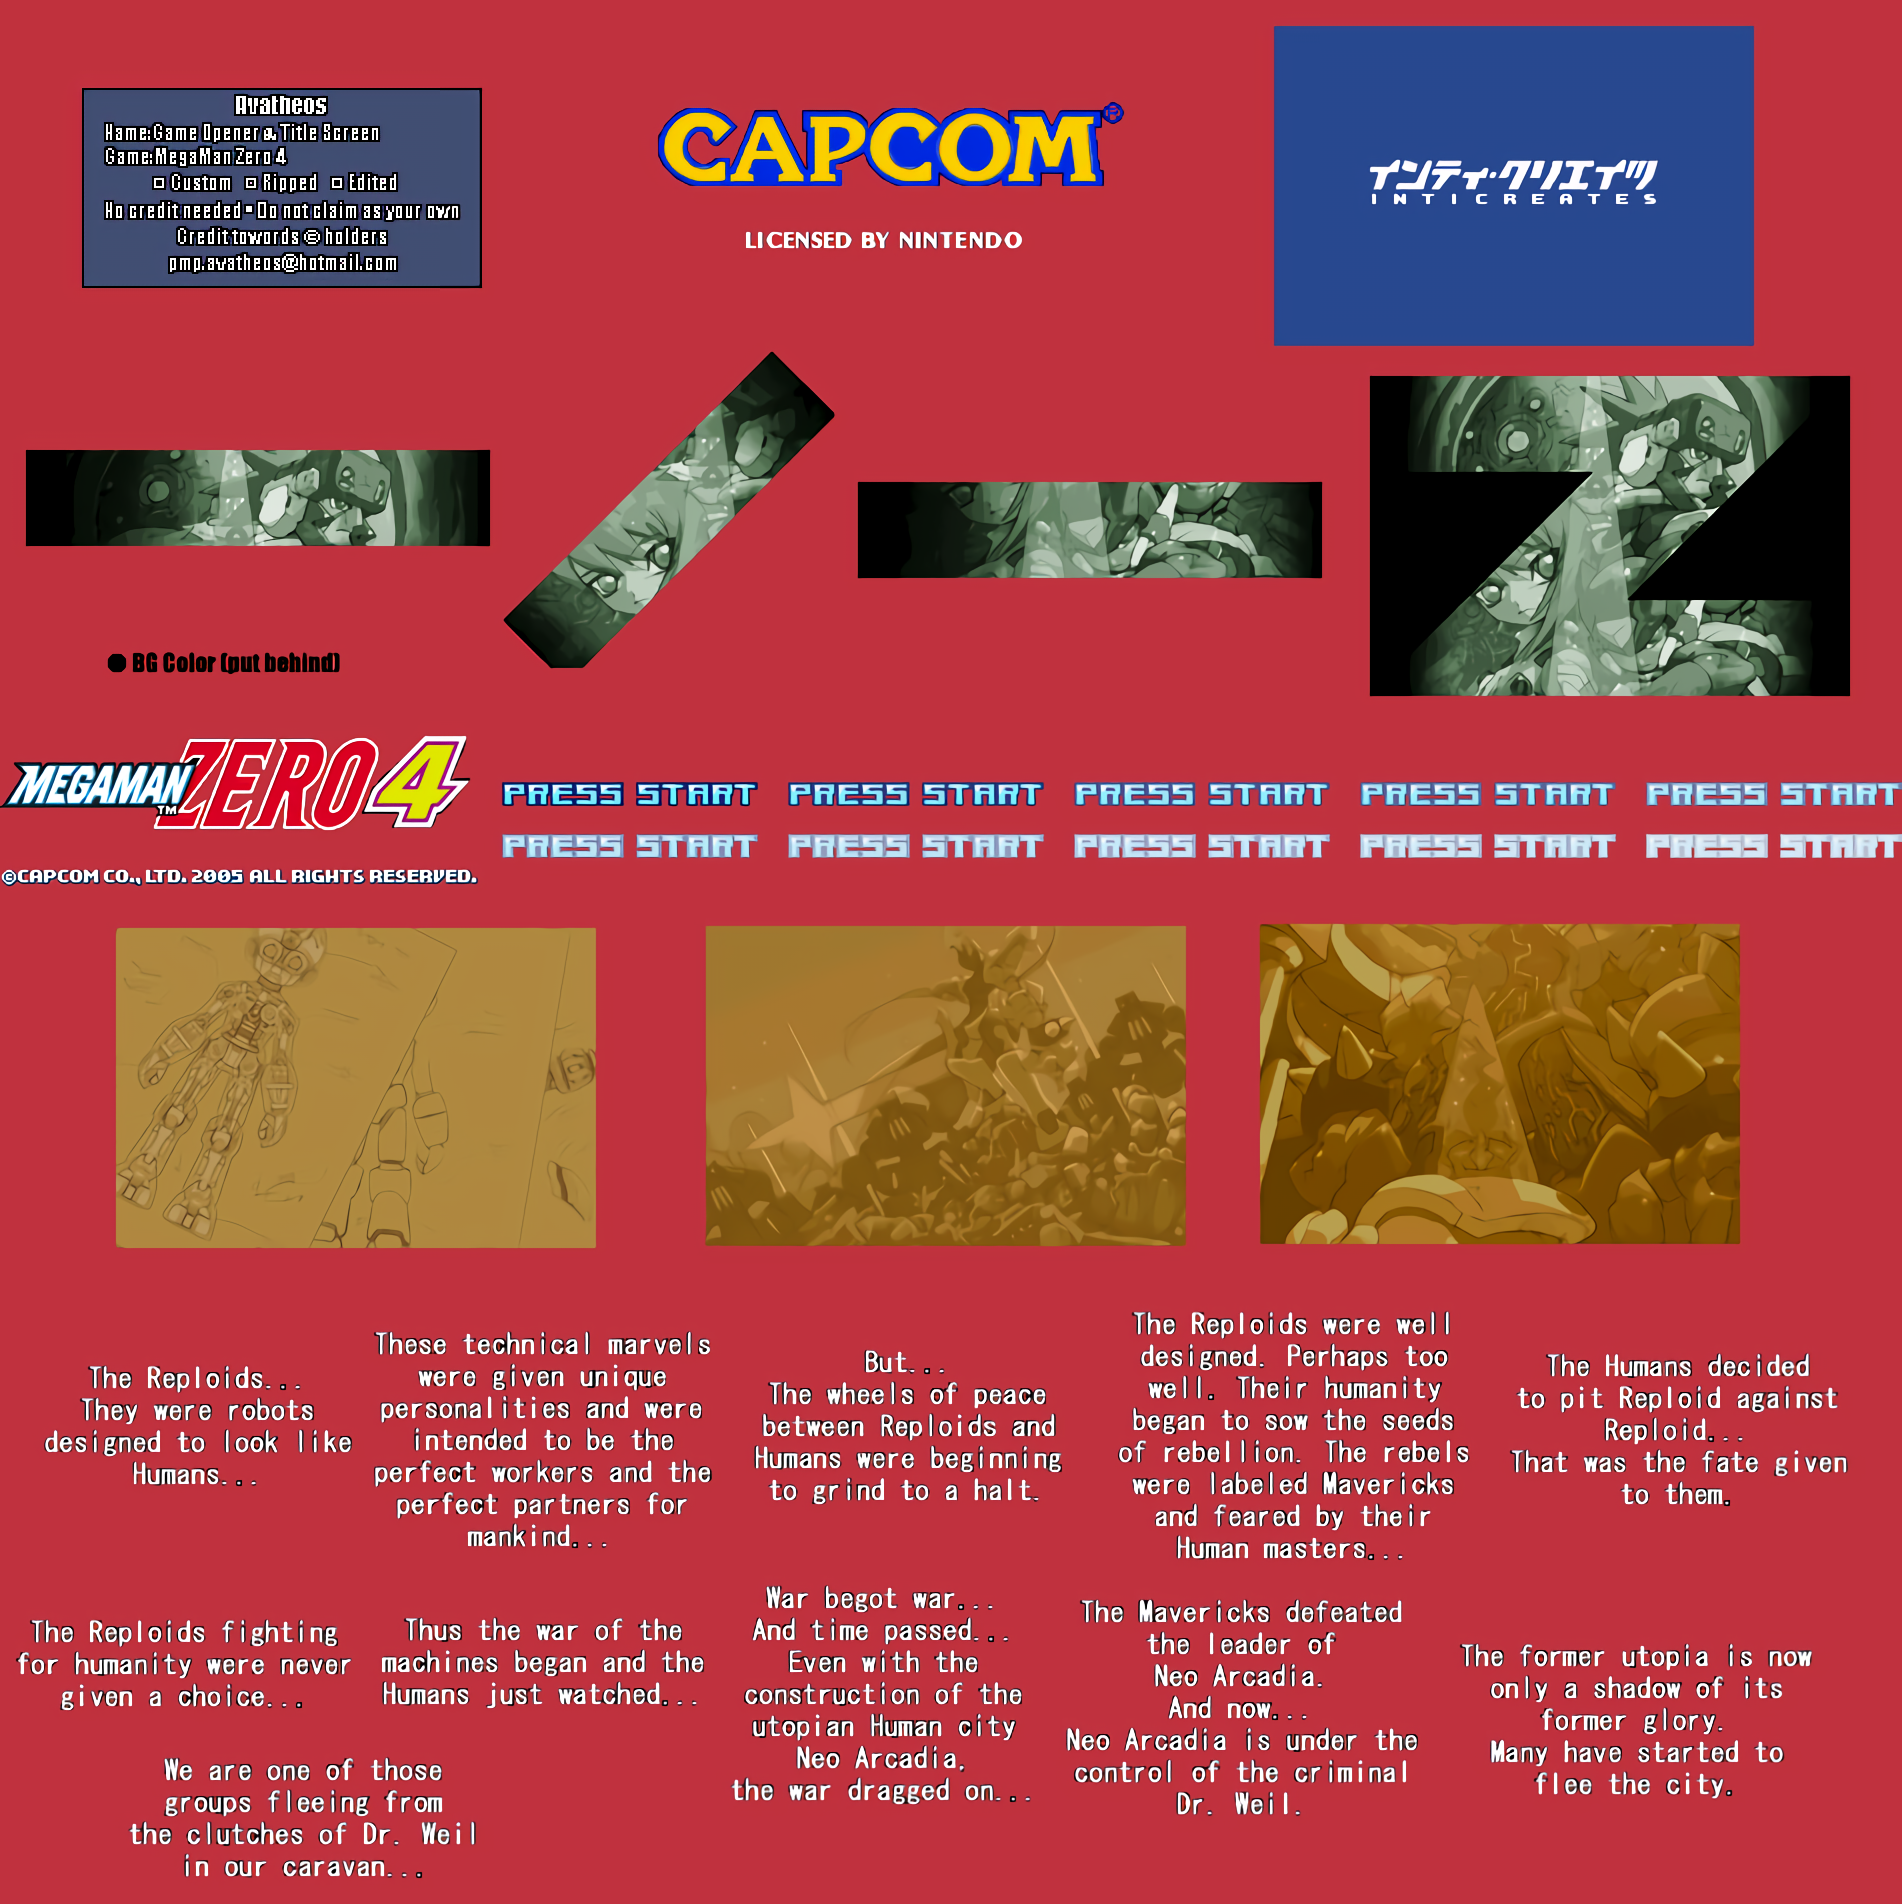 Avatheos
Name:Game Opener & Title Screen
Game:MegaMan Zero 4
Custom Ripped Edited
No credit needed - Do not claim as your own
Credit towords © holders
pmp.avatheos@hotmail.com
CAPCOM®
LICENSED BY NINTENDO
インティ・クリエイツ
INTICREATES
BG Color (put behind)
MEGAMAN™ ZERO 4
PRESS START PRESS START PRESS START PRESS START PRESS START
PRESS START PRESS START PRESS START PRESS START PRESS START
©CAPCOM CO., LTD. 2005 ALL RIGHTS RESERVED.
The Reploids...
They were robots
designed to look like
Humans...
These technical marvels
were given unique
personalities and were
intended to be the
perfect workers and the
perfect partners for
mankind...
But...
The wheels of peace
between Reploids and
Humans were beginning
to grind to a halt.
The Reploids were well
designed. Perhaps too
well. Their humanity
began to sow the seeds
of rebellion. The rebels
were labeled Mavericks
and feared by their
Human masters...
The Humans decided
to pit Reploid against
Reploid...
That was the fate given
to them.
The Reploids fighting
for humanity were never
given a choice...
Thus the war of the
machines began and the
Humans just watched...
War begot war...
And time passed...
Even with the
construction of the
utopian Human city
Neo Arcadia,
the war dragged on...
The Mavericks defeated
the leader of
Neo Arcadia.
And now...
Neo Arcadia is under the
control of the criminal
Dr. Weil.
The former utopia is now
only a shadow of its
former glory.
Many have started to
flee the city.
We are one of those
groups fleeing from
the clutches of Dr. Weil
in our caravan...